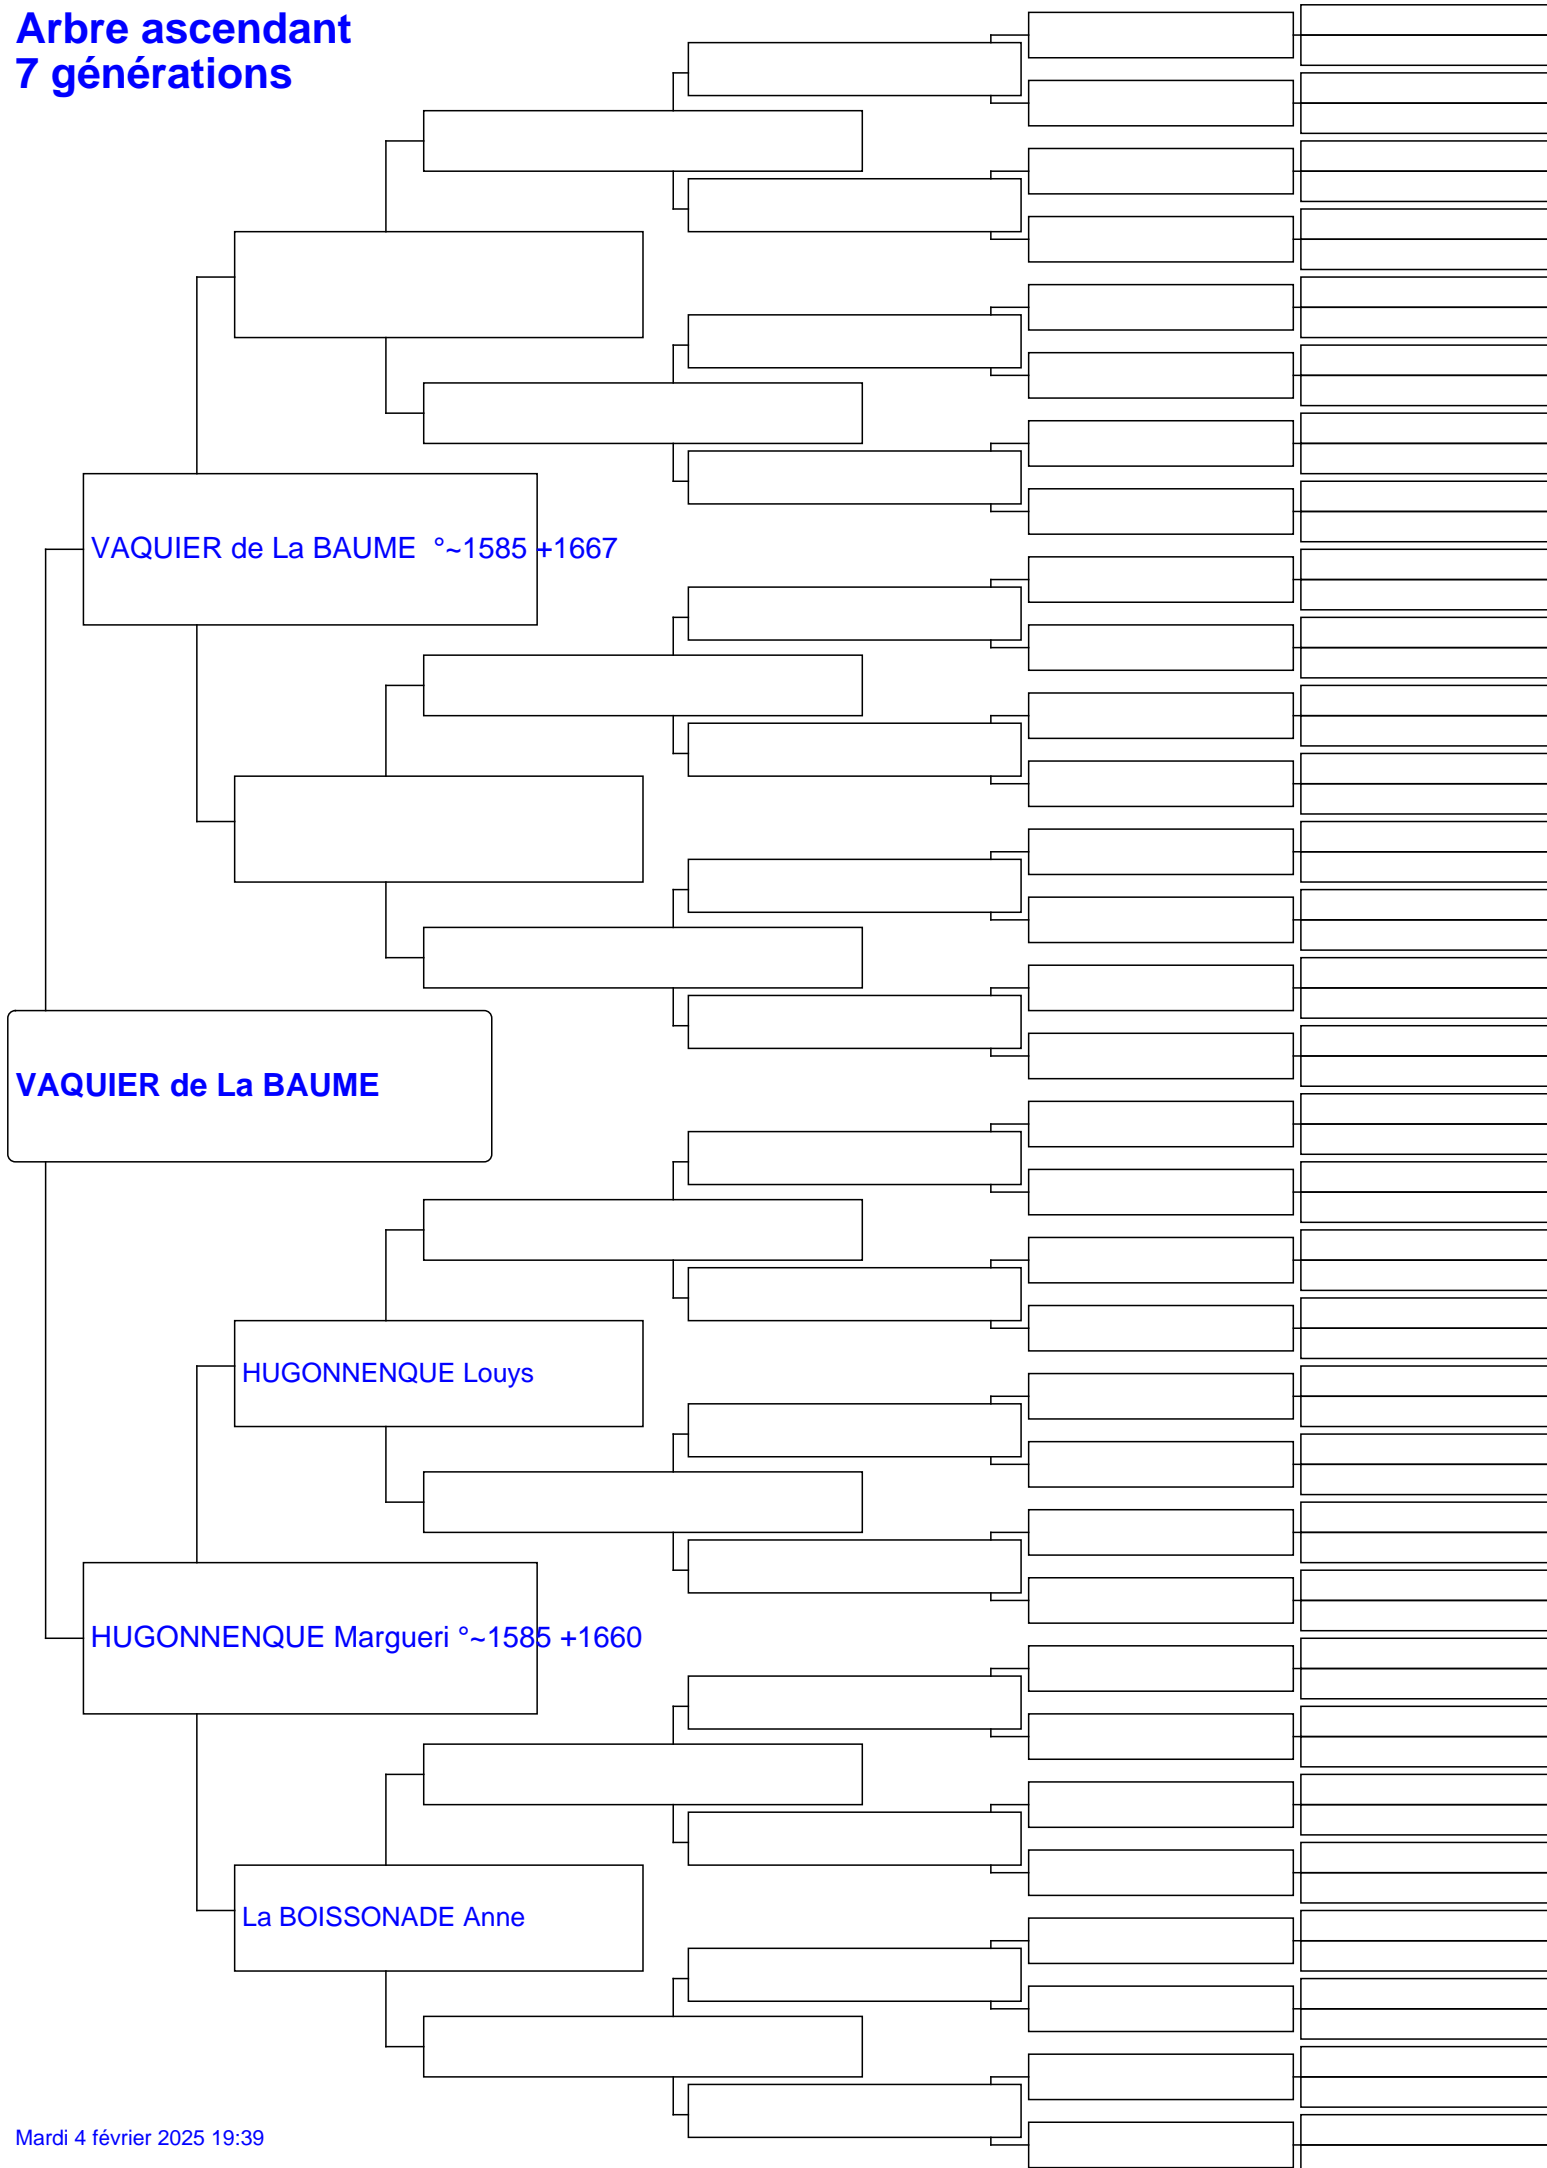 Arbre ascendant
7 générations
VAQUIER de La BAUME  °~1585 +1667
VAQUIER de La BAUME
HUGONNENQUE Louys
HUGONNENQUE Margueri °~1585 +1660
La BOISSONADE Anne
Mardi 4 février 2025 19:39